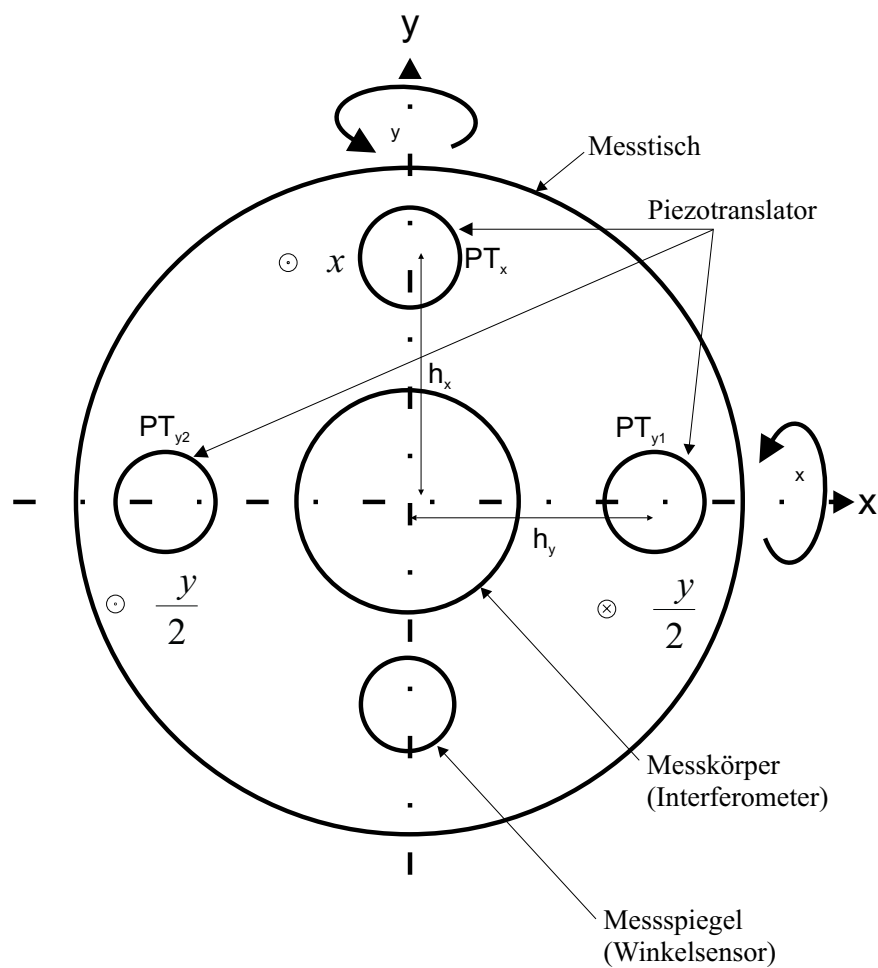 y
y
Messtisch
Piezotranslator
⊙ x
PTx
hx
PTy2
PTy1
x
x
hy
⊙ y/2
⊗ y/2
Messkörper
(Interferometer)
Messspiegel
(Winkelsensor)